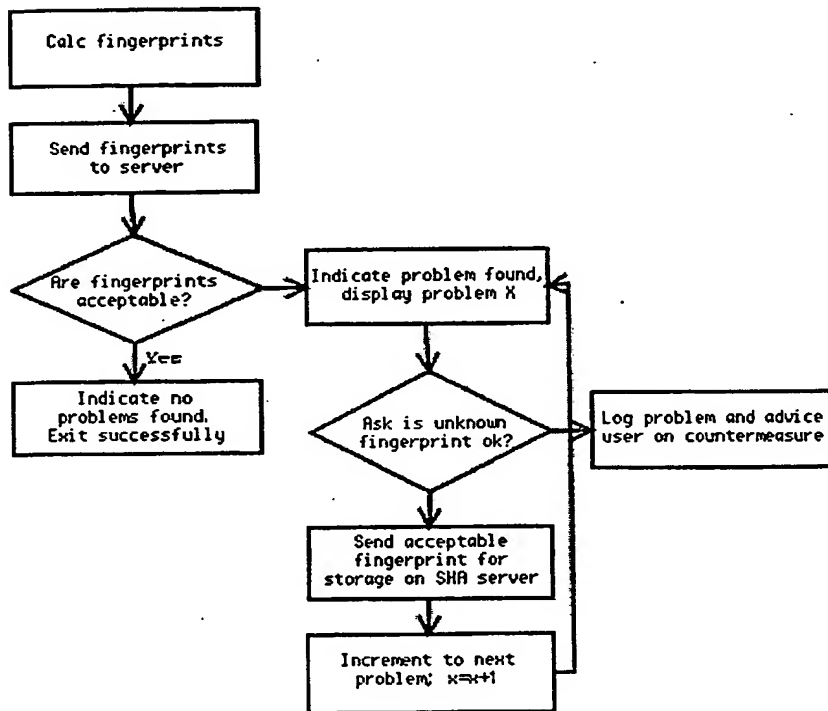 Calc fingerprints
Send fingerprints
to server
Are fingerprints
acceptable?
Indicate problem found,
display problem X
Indicate no
problems found.
Exit successfully
Ask is unknown
fingerprint ok?
Log problem and advice
user on countermeasure
Send acceptable
fingerprint for
storage on SHA server
Increment to next
problem; x=x+1